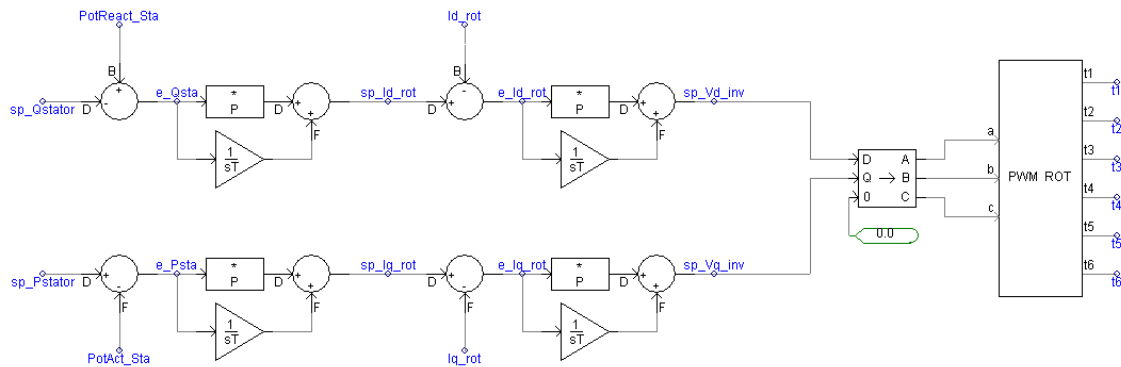 PotReact_Sta
Id_rot
B
B
sp_Qstator
D
-
+
e_Qsta
*
P
D
+
+
F
1
sT
sp_Id_rot
D
+
-
e_Id_rot
*
P
D
+
+
F
1
sT
sp_Vd_inv
D
Q
0
A
B
C
0.0
a
b
c
PWM ROT
t1
t1
t2
t2
t3
t3
t4
t4
t5
t5
t6
t6
sp_Pstator
D
+
-
F
e_Psta
*
P
D
+
+
F
1
sT
sp_Iq_rot
D
+
-
F
e_Iq_rot
*
P
D
+
+
F
1
sT
sp_Vq_inv
PotAct_Sta
Iq_rot